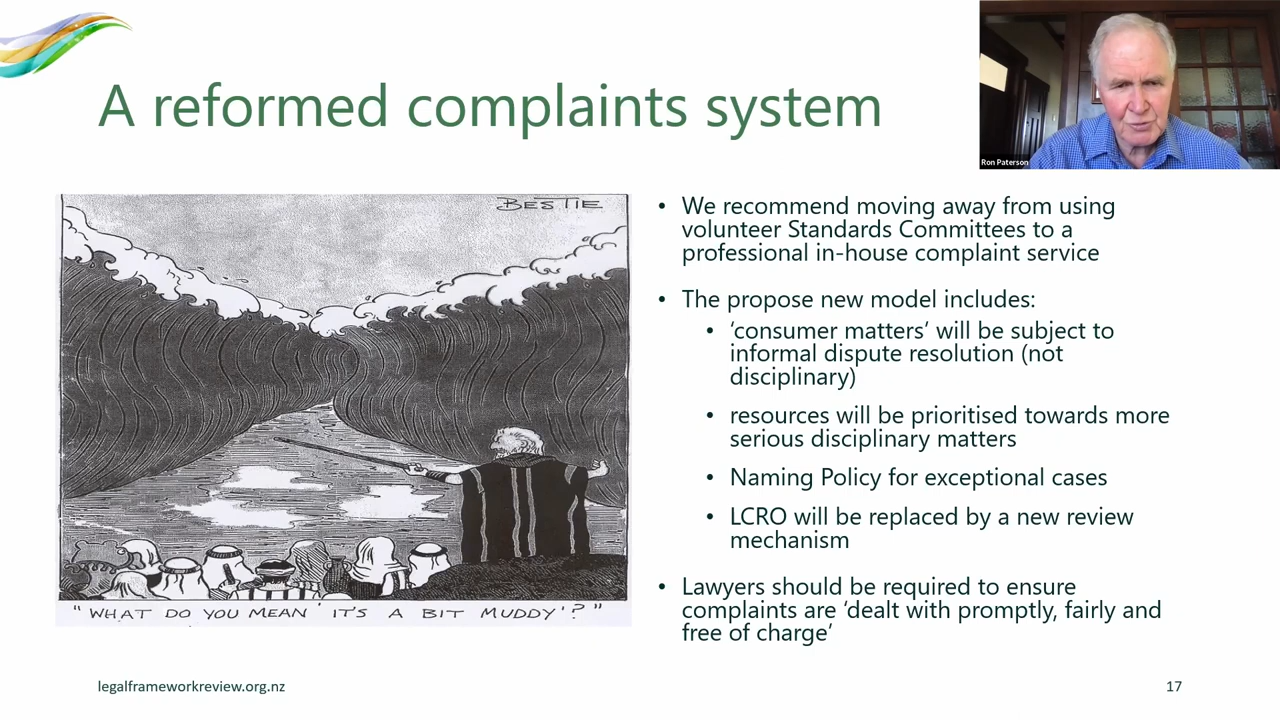 A reformed complaints system
Ron Paterson
BESTIE
"WHAT DO YOU MEAN 'IT'S A BIT MUDDY'?"
• We recommend moving away from using
volunteer Standards Committees to a
professional in-house complaint service
• The propose new model includes:
• ‘consumer matters’ will be subject to
informal dispute resolution (not
disciplinary)
• resources will be prioritised towards more
serious disciplinary matters
• Naming Policy for exceptional cases
• LCRO will be replaced by a new review
mechanism
• Lawyers should be required to ensure
complaints are ‘dealt with promptly, fairly and
free of charge’
legalframeworkreview.org.nz
17